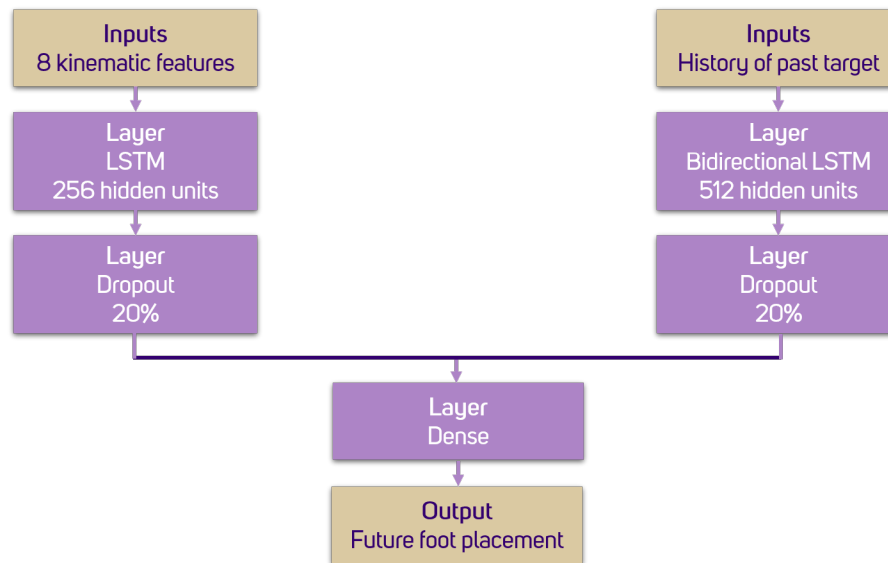 Inputs
8 kinematic features
Layer
LSTM
256 hidden units
Layer
Dropout
20%
Inputs
History of past target
Layer
Bidirectional LSTM
512 hidden units
Layer
Dropout
20%
Layer
Dense
Output
Future foot placement